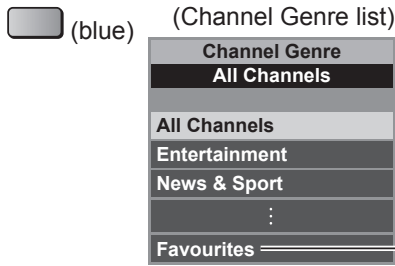 (blue)
(Channel Genre list)
Channel Genre
All Channels
All Channels
Entertainment
News & Sport
⋮
Favourites